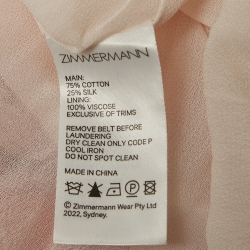 ZIMMERMANN
MAIN:
75% COTTON
25% SILK
LINING:
100% VISCOSE
EXCLUSIVE OF TRIMS
REMOVE BELT BEFORE
LAUNDERING
DRY CLEAN ONLY CODE P
COOL IRON
DO NOT SPOT CLEAN
MADE IN CHINA
P
© Zimmermann Wear Pty Ltd
2022, Sydney.